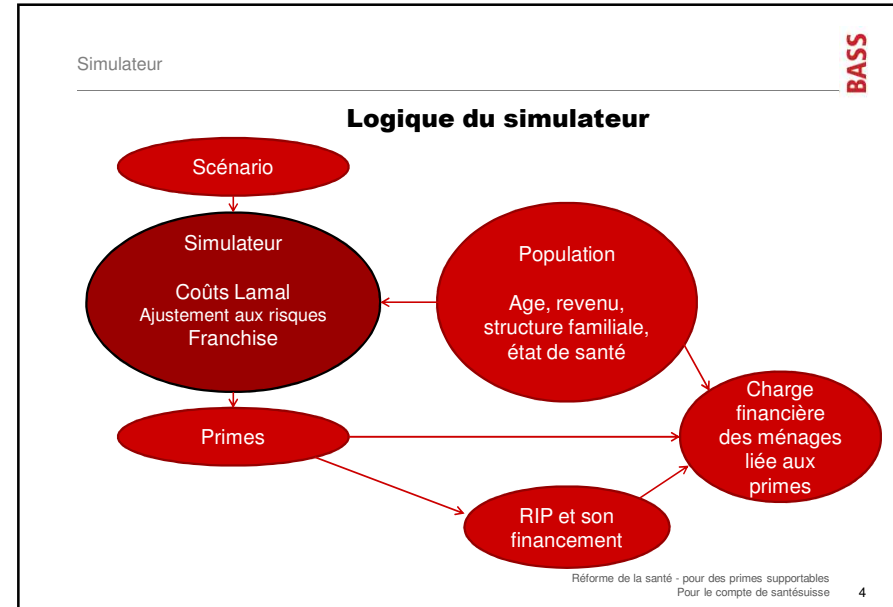 Simulateur
BASS
Logique du simulateur
Scénario
Simulateur
Coûts Lamal
Ajustement aux risques
Franchise
Population
Age, revenu,
structure familiale,
état de santé
Primes
Charge
financière
des ménages
liée aux
primes
RIP et son
financement
Réforme de la santé - pour des primes supportables
Pour le compte de santésuisse
4